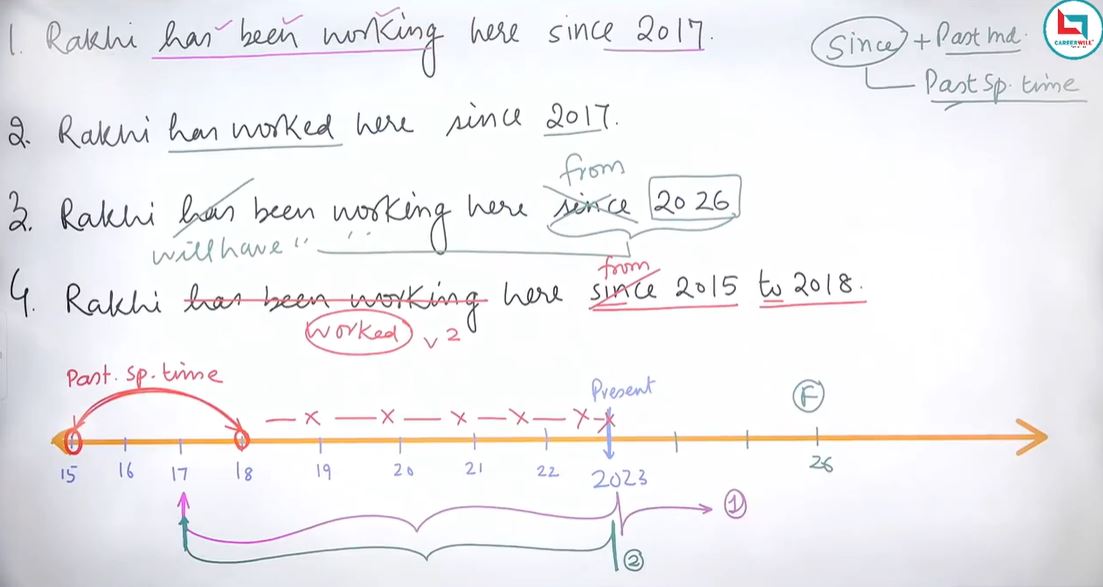 1. Rakhi has been working here since 2017.
Since + Past ind.
Past sp. time
CAREERWILL
2. Rakhi has worked here since 2017.
from
3. Rakhi has been working here since 2026
will have " "
from
4. Rakhi has been working here since 2015 to 2018.
worked v2
Past. sp. time
Present
F
15 16 17 18 19 20 21 22 2023 26
1
2